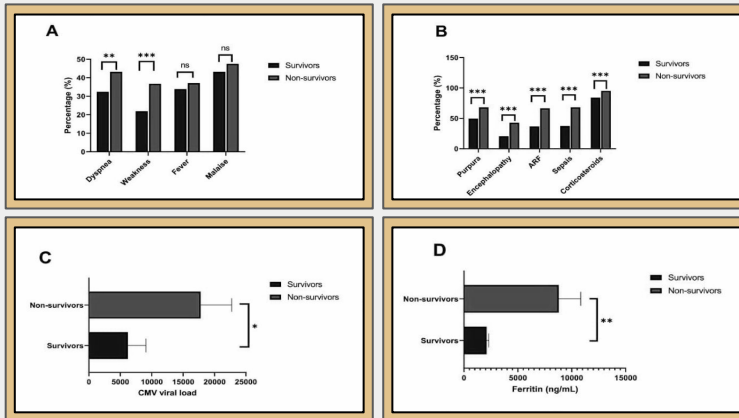 A
Survivors
Non-survivors
** *** ns ns
Percentage (%)
50
40
30
20
10
0
Dyspnea Weakness Fever Malaise
B
Survivors
Non-survivors
*** *** *** *** ***
Percentage (%)
150
100
50
0
Purpura Encephalopathy ARF Sepsis Corticosteroids
C
Survivors
Non-survivors
Non-survivors
Survivors
*
0 5000 10000 15000 20000 25000
CMV viral load
D
Survivors
Non-survivors
Non-survivors
Survivors
**
0 5000 10000 15000
Ferritin (ng/mL)